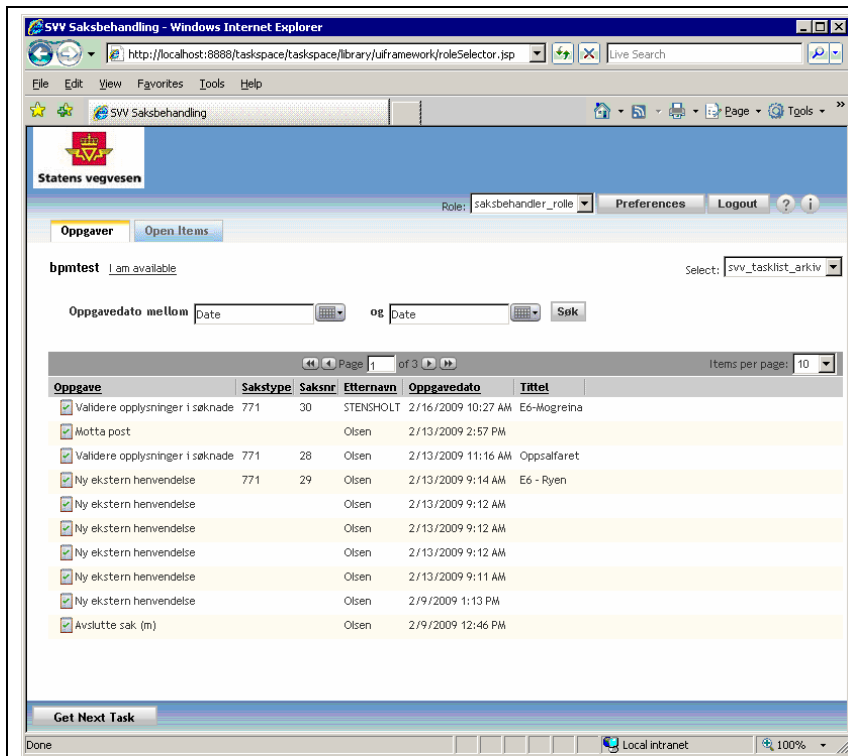 SVV Saksbehandling - Windows Internet Explorer
http://localhost:8888/taskspace/taskspace/library/uiframework/roleSelector.jsp Live Search
File Edit View Favorites Tools Help
SVV Saksbehandling Page Tools »
Statens vegvesen
Role: saksbehandler_rolle Preferences Logout ? i
Oppgaver Open Items
bpmtest I am available Select: svv_tasklist_arkiv
Oppgavedato mellom Date og Date Søk
Page 1 of 3 Items per page: 10
Oppgave Sakstype Saksnr Etternavn Oppgavedato Tittel
Validere opplysninger i søknade 771 30 STENSHOLT 2/16/2009 10:27 AM E6-Mogreina
Motta post Olsen 2/13/2009 2:57 PM
Validere opplysninger i søknade 771 28 Olsen 2/13/2009 11:16 AM Oppsalfaret
Ny ekstern henvendelse 771 29 Olsen 2/13/2009 9:14 AM E6 - Ryen
Ny ekstern henvendelse Olsen 2/13/2009 9:12 AM
Ny ekstern henvendelse Olsen 2/13/2009 9:12 AM
Ny ekstern henvendelse Olsen 2/13/2009 9:12 AM
Ny ekstern henvendelse Olsen 2/13/2009 9:11 AM
Ny ekstern henvendelse Olsen 2/9/2009 1:13 PM
Avslutte sak (m) Olsen 2/9/2009 12:46 PM
Get Next Task
Done Local intranet 100%